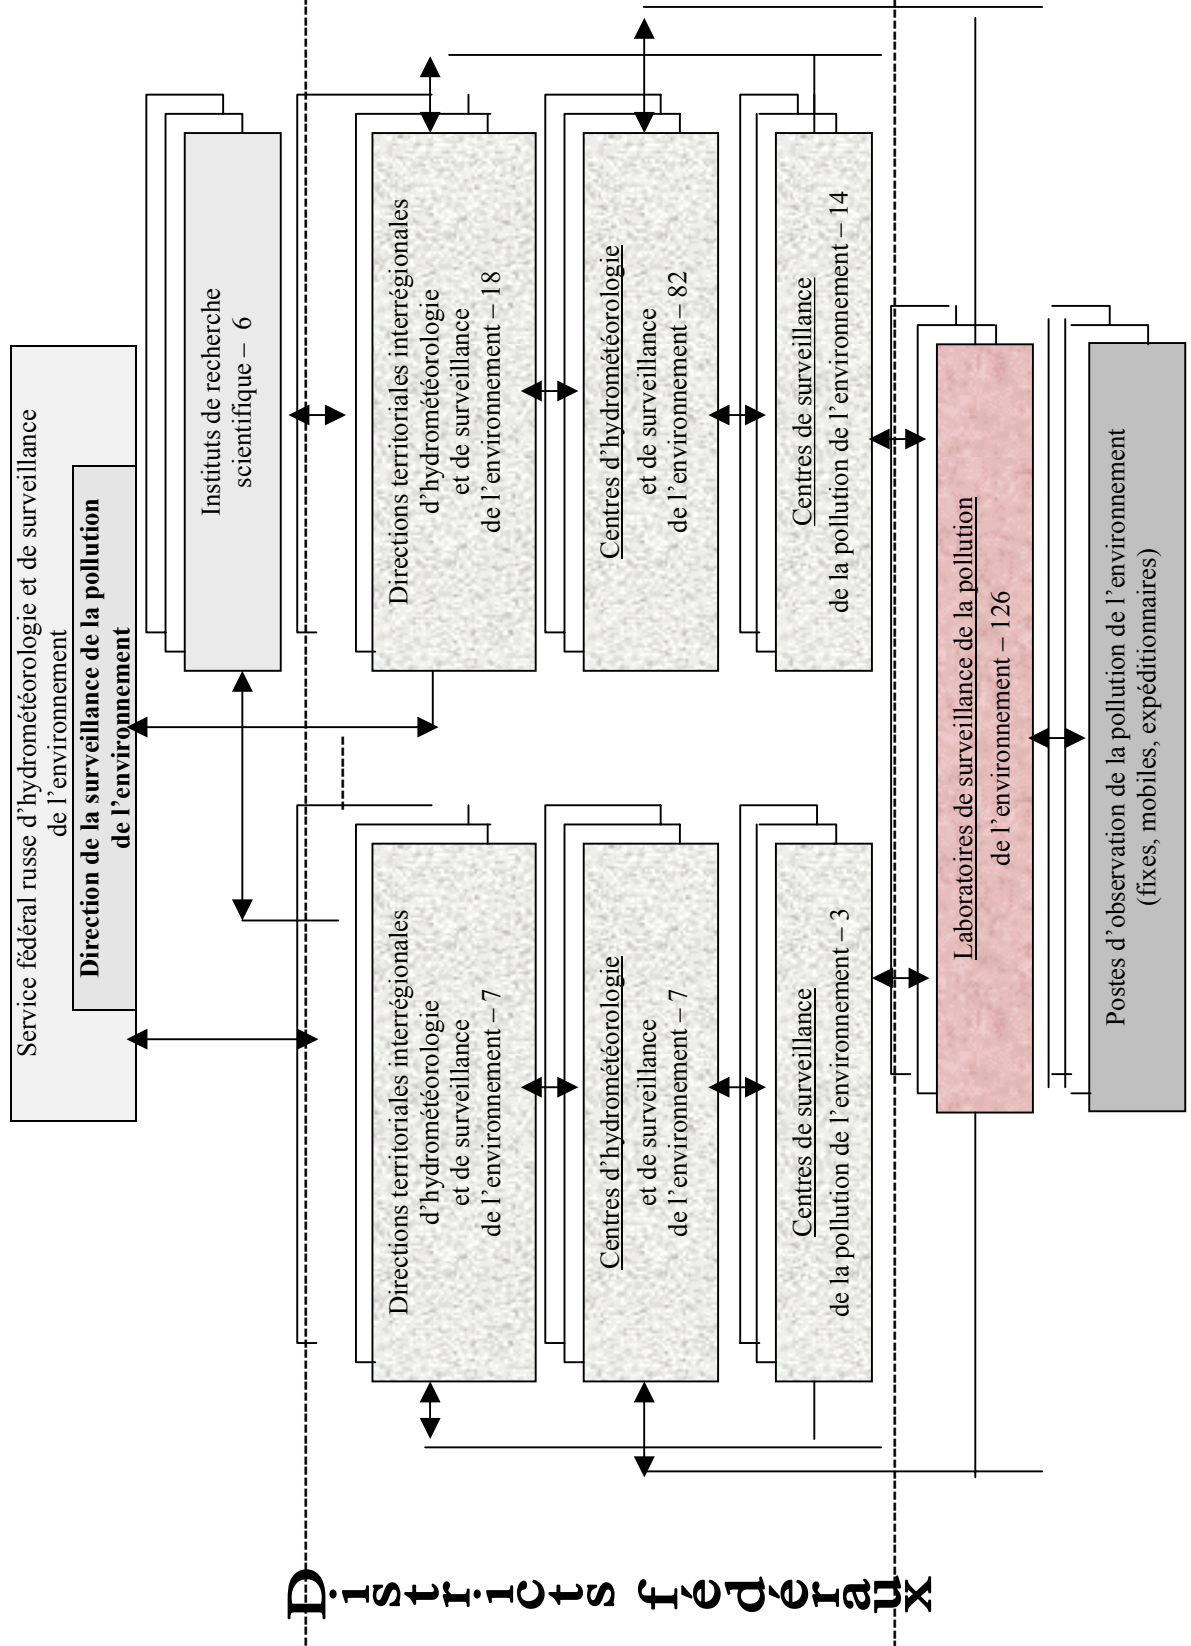 Service fédéral russe d'hydrométéorologie et de surveillance
de l'environnement
Direction de la surveillance de la pollution
de l'environnement
Instituts de recherche
scientifique – 6
Directions territoriales interrégionales
d'hydrométéorologie
et de surveillance
de l'environnement – 7
Directions territoriales interrégionales
d'hydrométéorologie
et de surveillance
de l'environnement – 18
Centres d'hydrométéorologie
et de surveillance
de l'environnement – 7
Centres d'hydrométéorologie
et de surveillance
de l'environnement – 82
Centres de surveillance
de la pollution de l'environnement – 3
Centres de surveillance
de la pollution de l'environnement – 14
Laboratoires de surveillance de la pollution
de l'environnement – 126
Postes d'observation de la pollution de l'environnement
(fixes, mobiles, expéditionnaires)
Districts fédéraux